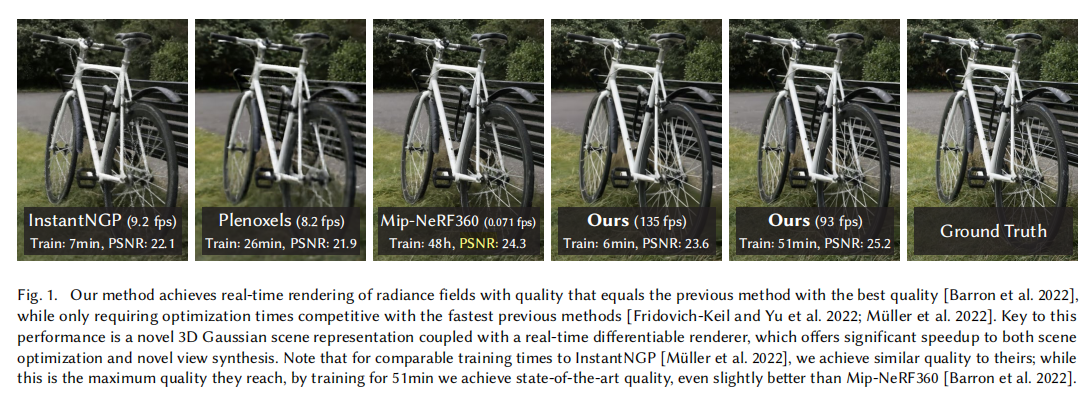 InstantNGP (9.2 fps)
Train: 7min, PSNR: 22.1
Plenoxels (8.2 fps)
Train: 26min, PSNR: 21.9
Mip-NeRF360 (0.071 fps)
Train: 48h, PSNR: 24.3
Ours (135 fps)
Train: 6min, PSNR: 23.6
Ours (93 fps)
Train: 51min, PSNR: 25.2
Ground Truth
Fig. 1. Our method achieves real-time rendering of radiance fields with quality that equals the previous method with the best quality [Barron et al. 2022],
while only requiring optimization times competitive with the fastest previous methods [Fridovich-Keil and Yu et al. 2022; Müller et al. 2022]. Key to this
performance is a novel 3D Gaussian scene representation coupled with a real-time differentiable renderer, which offers significant speedup to both scene
optimization and novel view synthesis. Note that for comparable training times to InstantNGP [Müller et al. 2022], we achieve similar quality to theirs; while
this is the maximum quality they reach, by training for 51min we achieve state-of-the-art quality, even slightly better than Mip-NeRF360 [Barron et al. 2022].